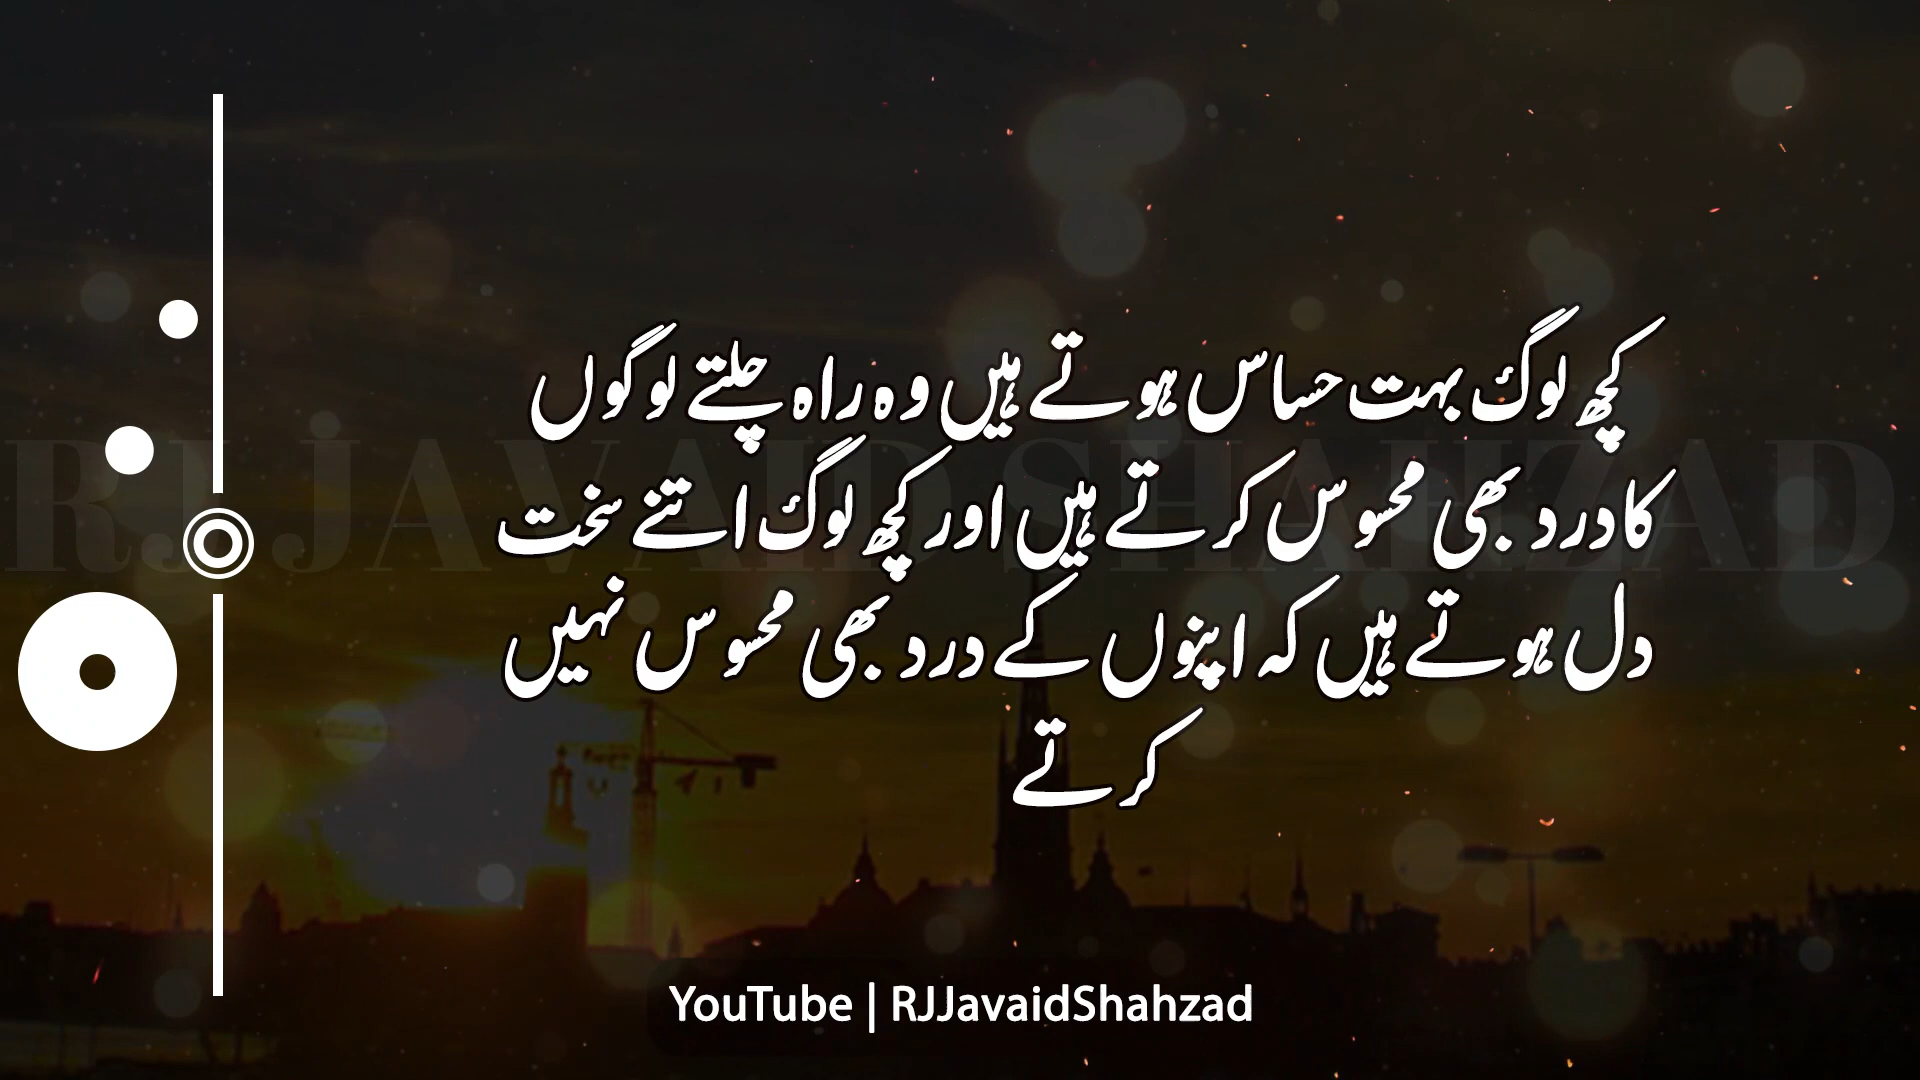 کچھ لوگ بہت حساس ہوتے ہیں وہ راہ چلتے لوگوں
کا درد بھی محسوس کرتے ہیں اور کچھ لوگ اتنے سخت
دل ہوتے ہیں کہ اپنوں کے درد بھی محسوس نہیں
کرتے
RJ JAVAID SHAHZAD
YouTube | RJJavaidShahzad